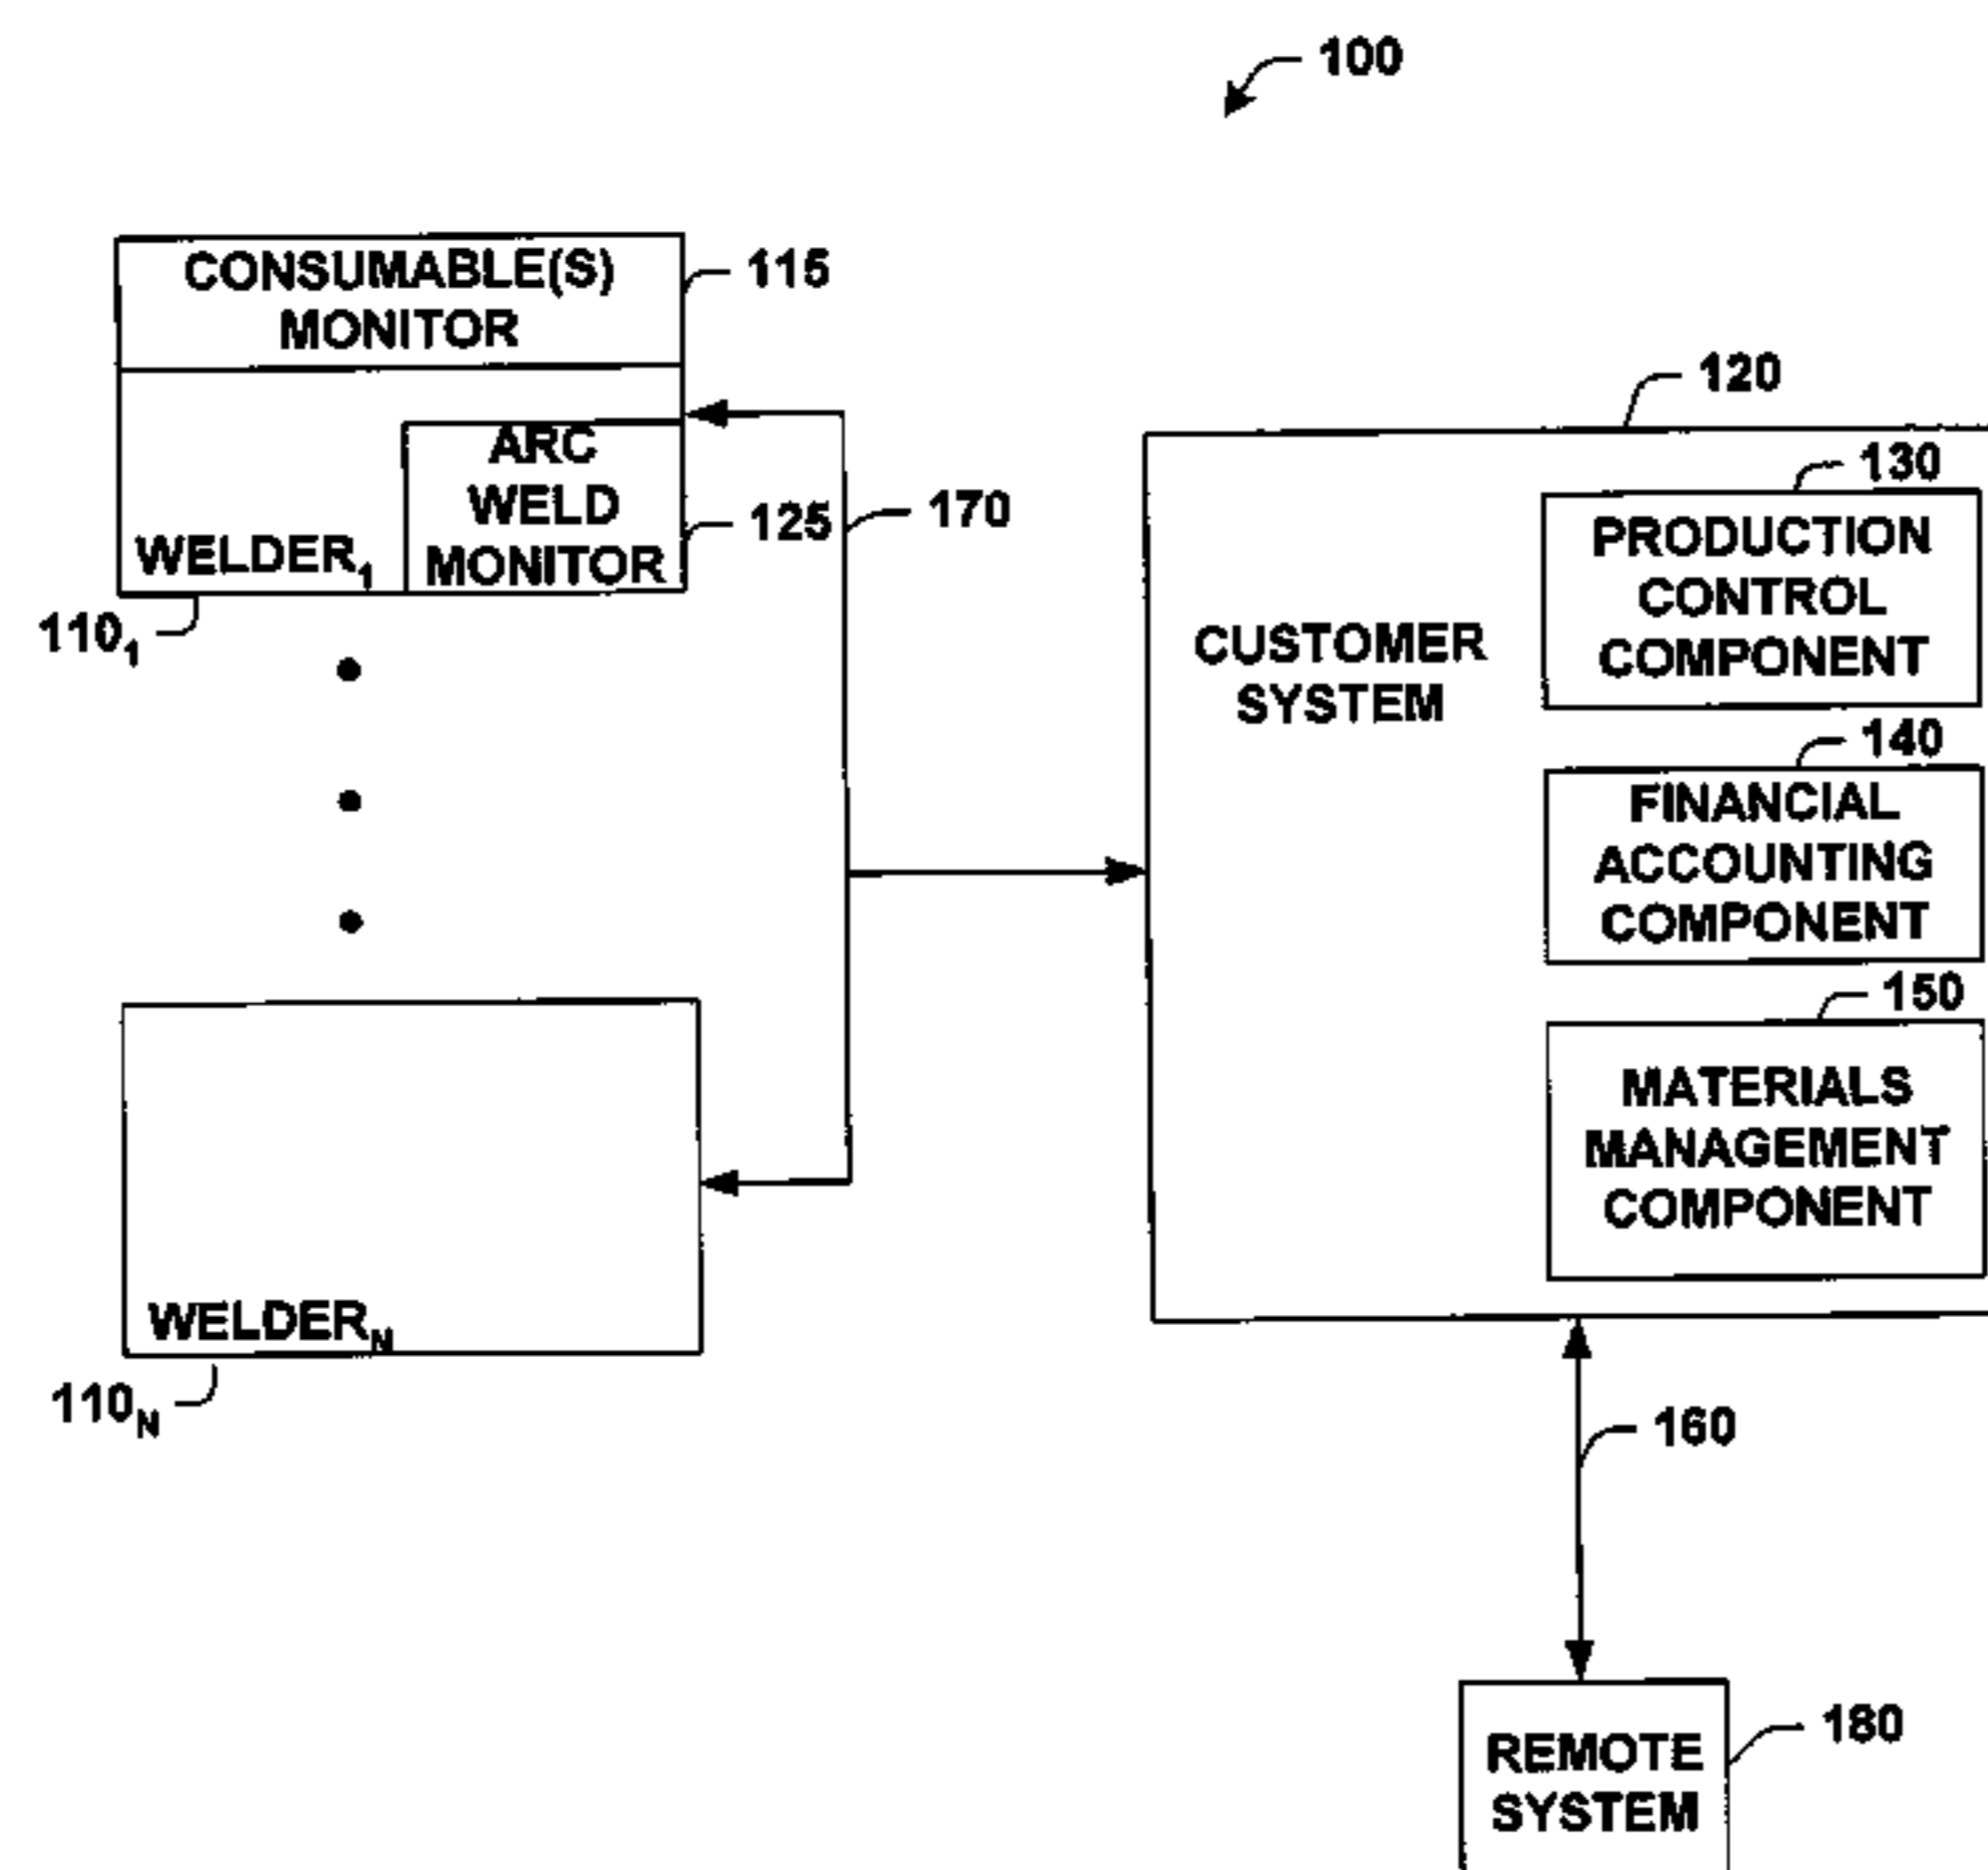 100
CONSUMABLE(S)
MONITOR
115
ARC
WELD
MONITOR
125
WELDER1
1101
170
120
CUSTOMER
SYSTEM
130
PRODUCTION
CONTROL
COMPONENT
140
FINANCIAL
ACCOUNTING
COMPONENT
150
MATERIALS
MANAGEMENT
COMPONENT
WELDERN
110N
160
REMOTE
SYSTEM
180